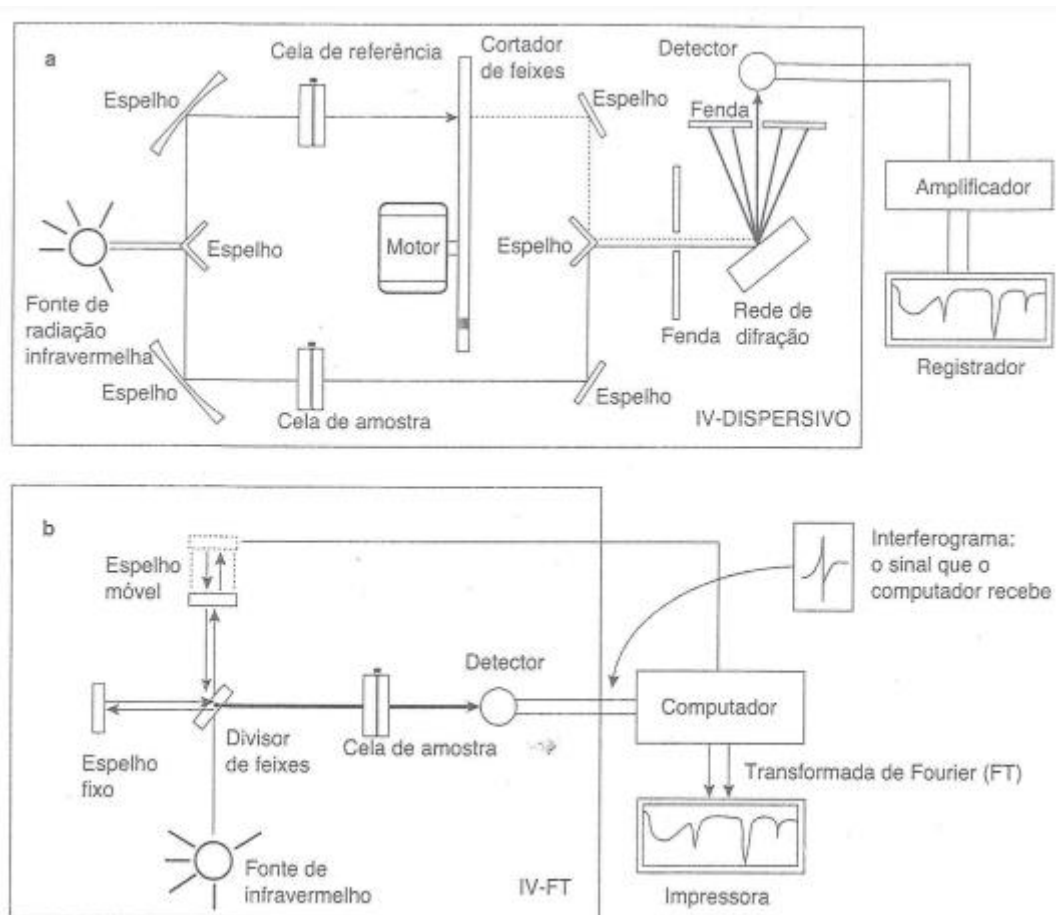 a
Cela de referência
Cortador
de feixes
Detector
Espelho
Espelho
Fenda
Amplificador
Espelho
Motor
Espelho
Fonte de
radiação
infravermelha
Rede de
difração
Fenda
Registrador
Espelho
Espelho
Cela de amostra
IV-DISPERSIVO
b
Interferograma:
o sinal que o
computador recebe
Espelho
móvel
Detector
Computador
Divisor
de feixes
Cela de amostra
Espelho
fixo
Transformada de Fourier (FT)
Fonte de
infravermelho
IV-FT
Impressora